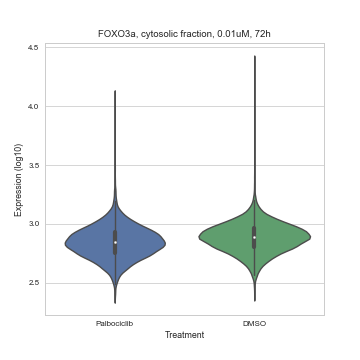 FOXO3a, cytosolic fraction, 0.01uM, 72h
4.5
4.0
3.5
3.0
2.5
Expression (log10)
Palbociclib
DMSO
Treatment